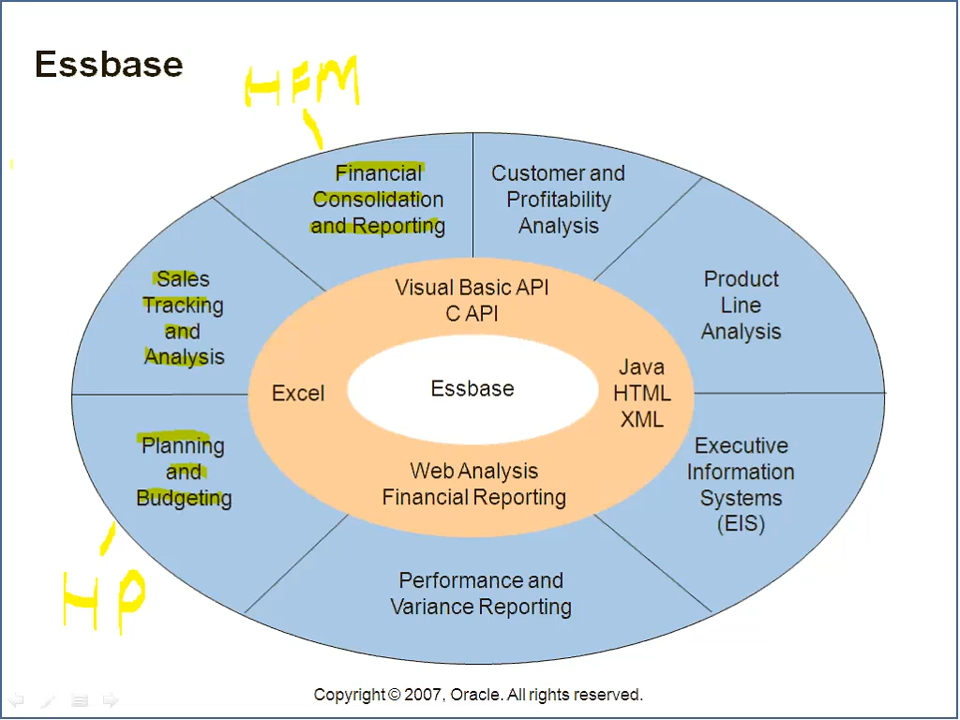 Essbase
HFM
Financial
Consolidation
and Reporting
Customer and
Profitability
Analysis
Sales
Tracking
and
Analysis
Product
Line
Analysis
Visual Basic API
C API
Excel
Essbase
Java
HTML
XML
Web Analysis
Financial Reporting
Planning
and
Budgeting
Executive
Information
Systems
(EIS)
HP
Performance and
Variance Reporting
Copyright © 2007, Oracle. All rights reserved.